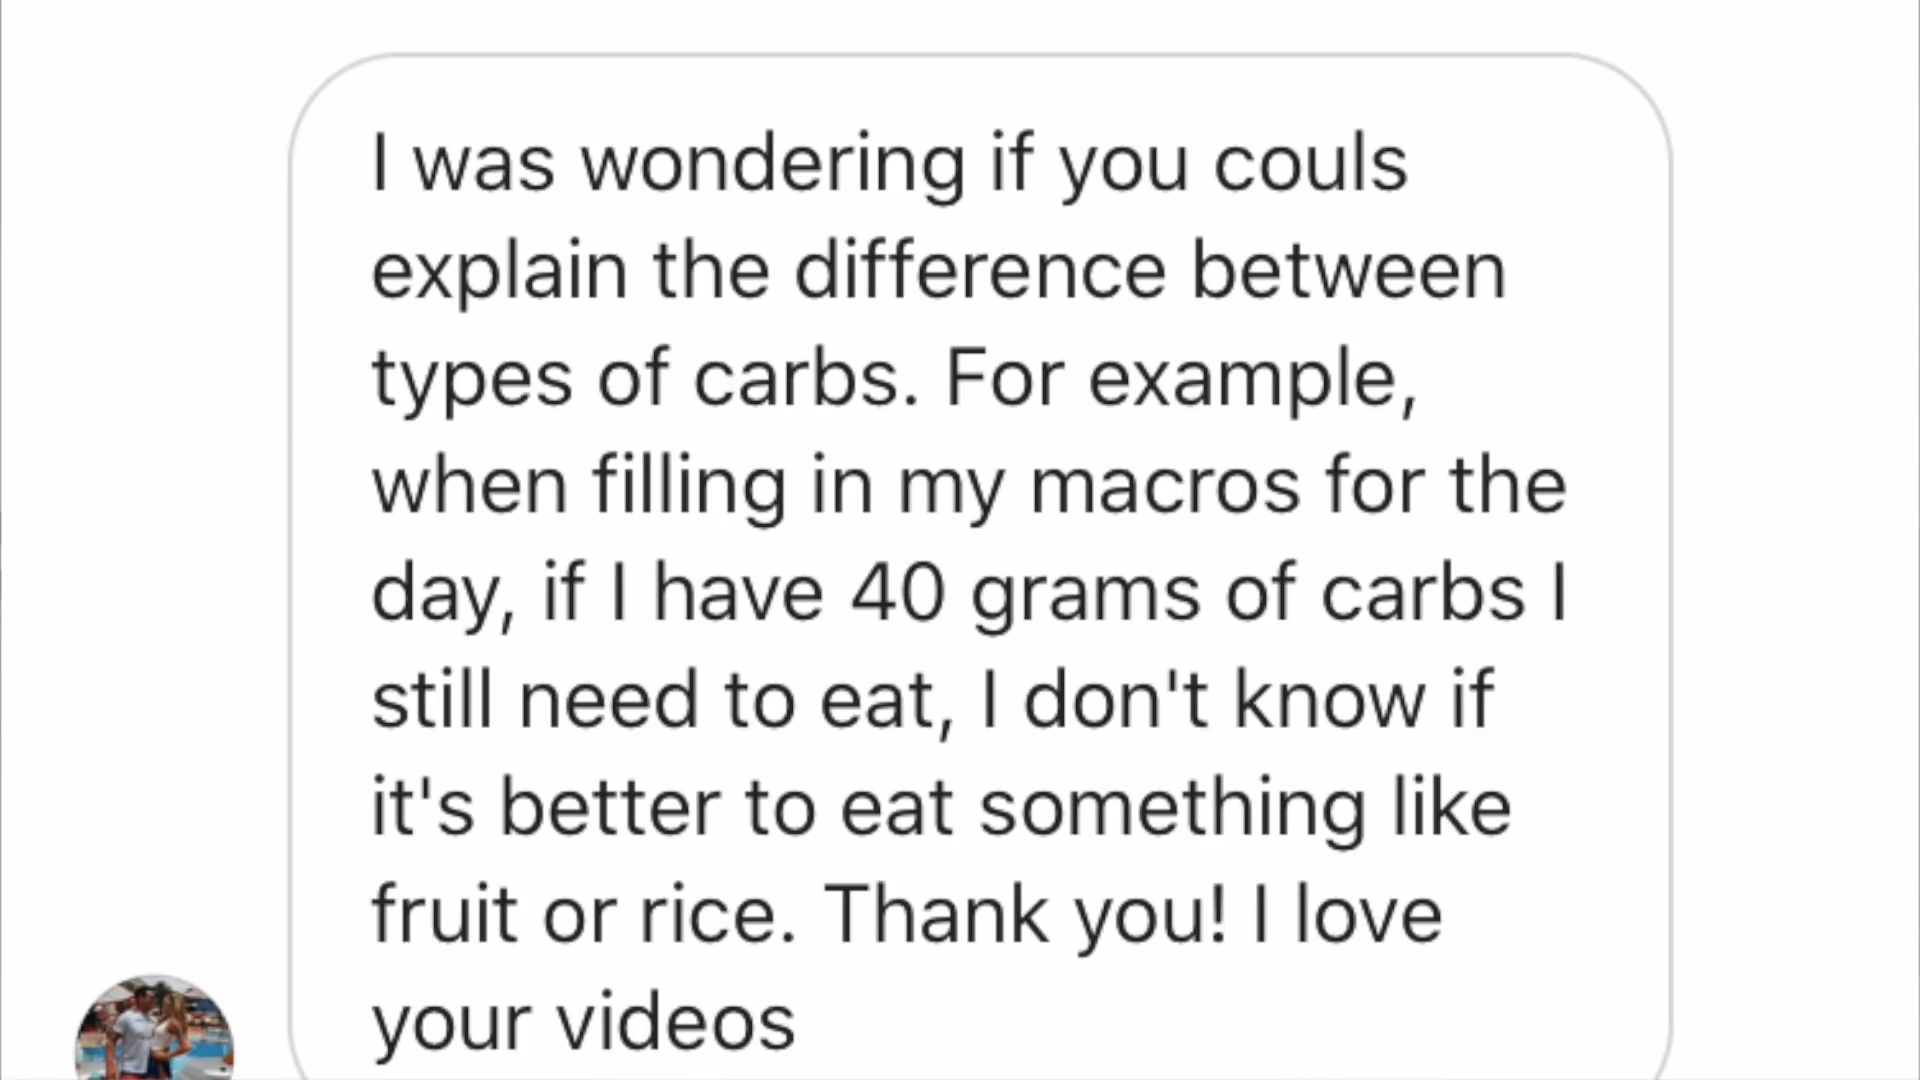 I was wondering if you couls
explain the difference between
types of carbs. For example,
when filling in my macros for the
day, if I have 40 grams of carbs I
still need to eat, I don't know if
it's better to eat something like
fruit or rice. Thank you! I love
your videos